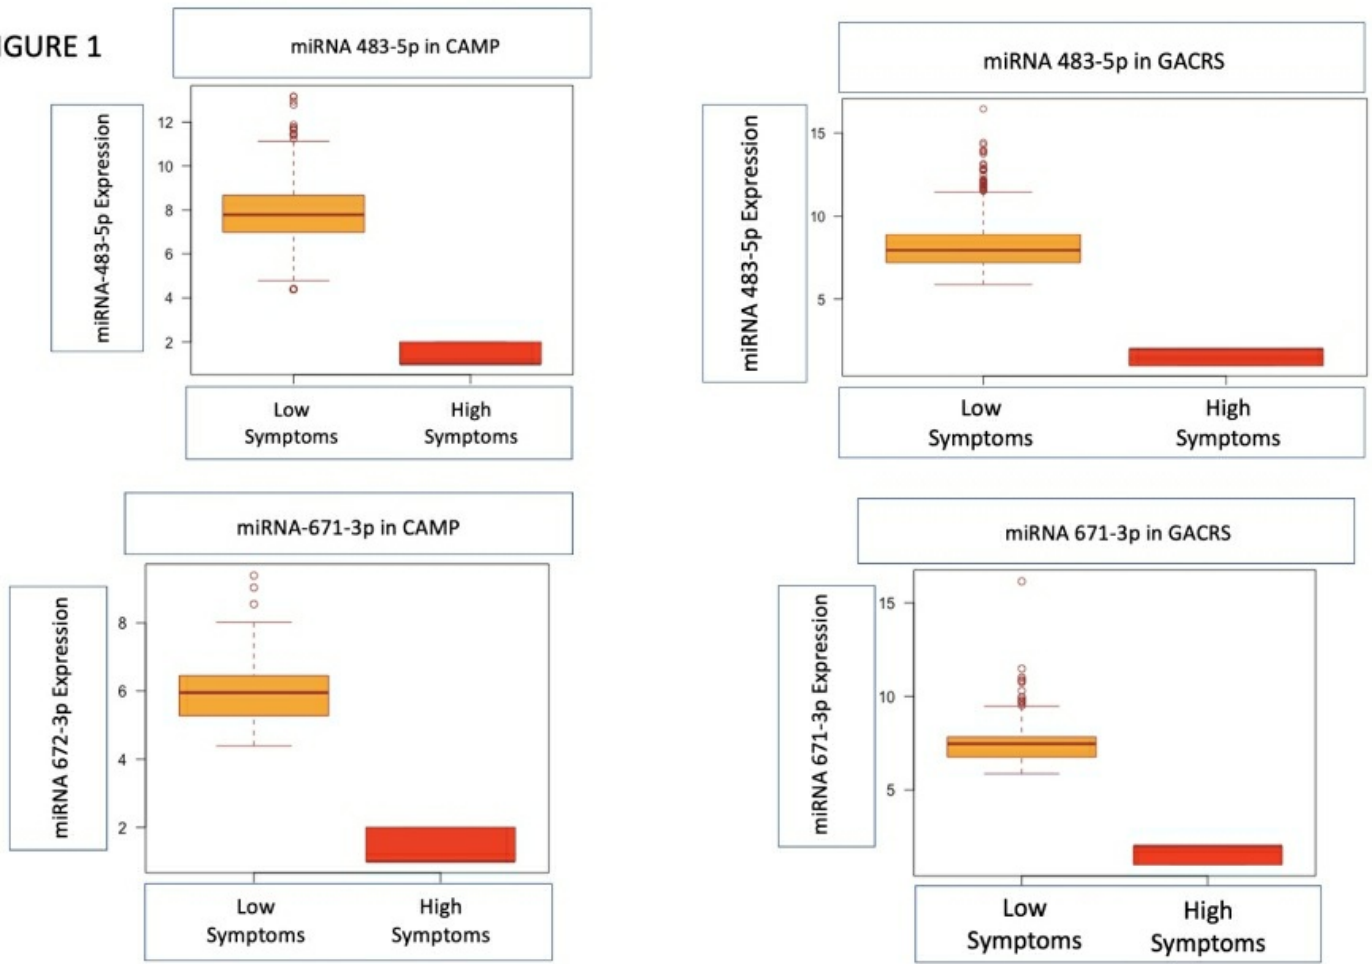 IGURE 1
miRNA 483-5p in CAMP
miRNA-483-5p Expression
12
10
8
6
4
2
Low
Symptoms
High
Symptoms
miRNA 483-5p in GACRS
miRNA 483-5p Expression
15
10
5
Low
Symptoms
High
Symptoms
miRNA-671-3p in CAMP
miRNA 672-3p Expression
8
6
4
2
Low
Symptoms
High
Symptoms
miRNA 671-3p in GACRS
miRNA 671-3p Expression
15
10
5
Low
Symptoms
High
Symptoms